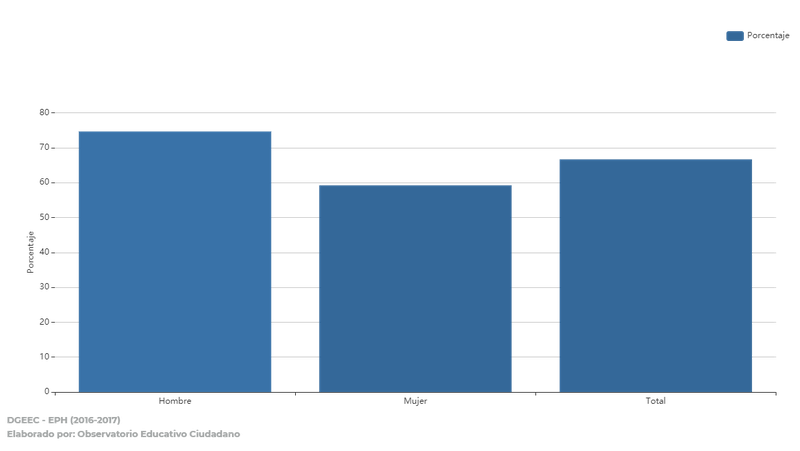 Porcentaje
80
70
60
50
40
30
20
10
0
Porcentaje
Hombre
Mujer
Total
DGEEC - EPH (2016-2017)
Elaborado por: Observatorio Educativo Ciudadano